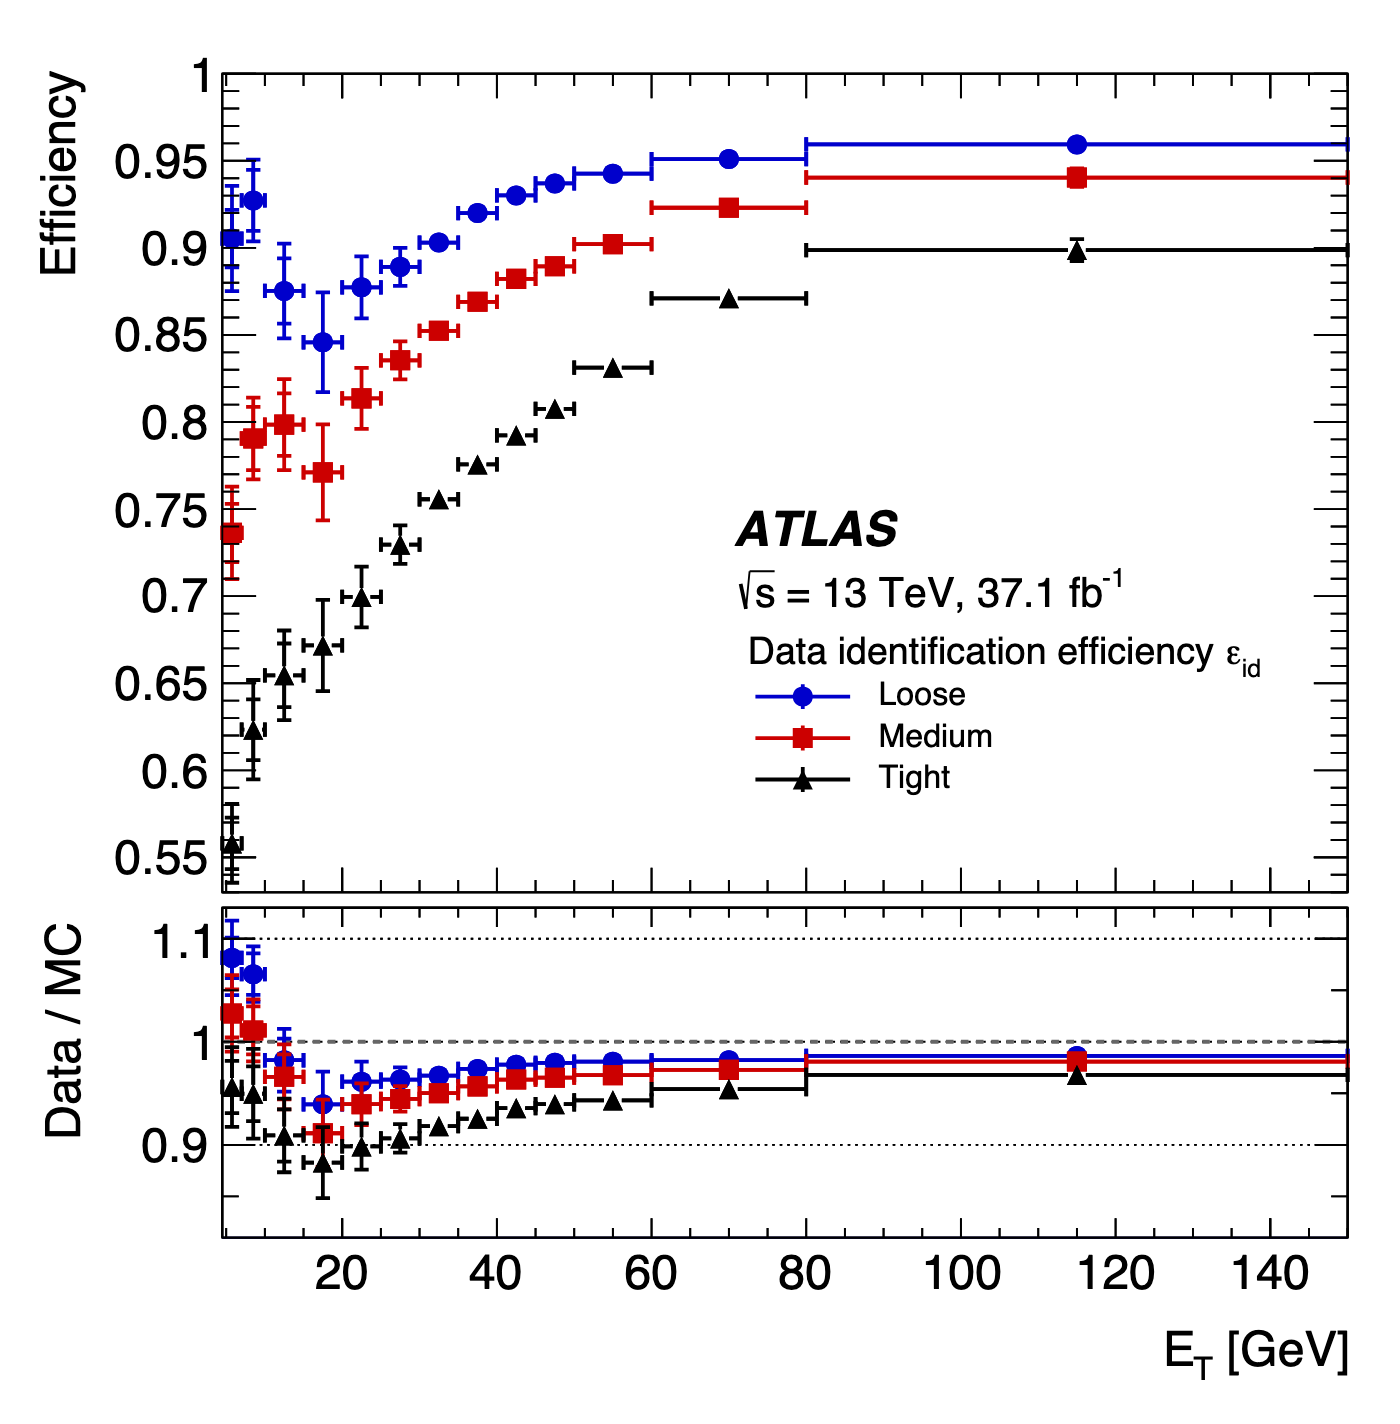 Efficiency
1
0.95
0.9
0.85
0.8
0.75
0.7
0.65
0.6
0.55
ATLAS
√s = 13 TeV, 37.1 fb⁻¹
Data identification efficiency ε_id
Loose
Medium
Tight
Data / MC
1.1
1
0.9
20 40 60 80 100 120 140
E_T [GeV]